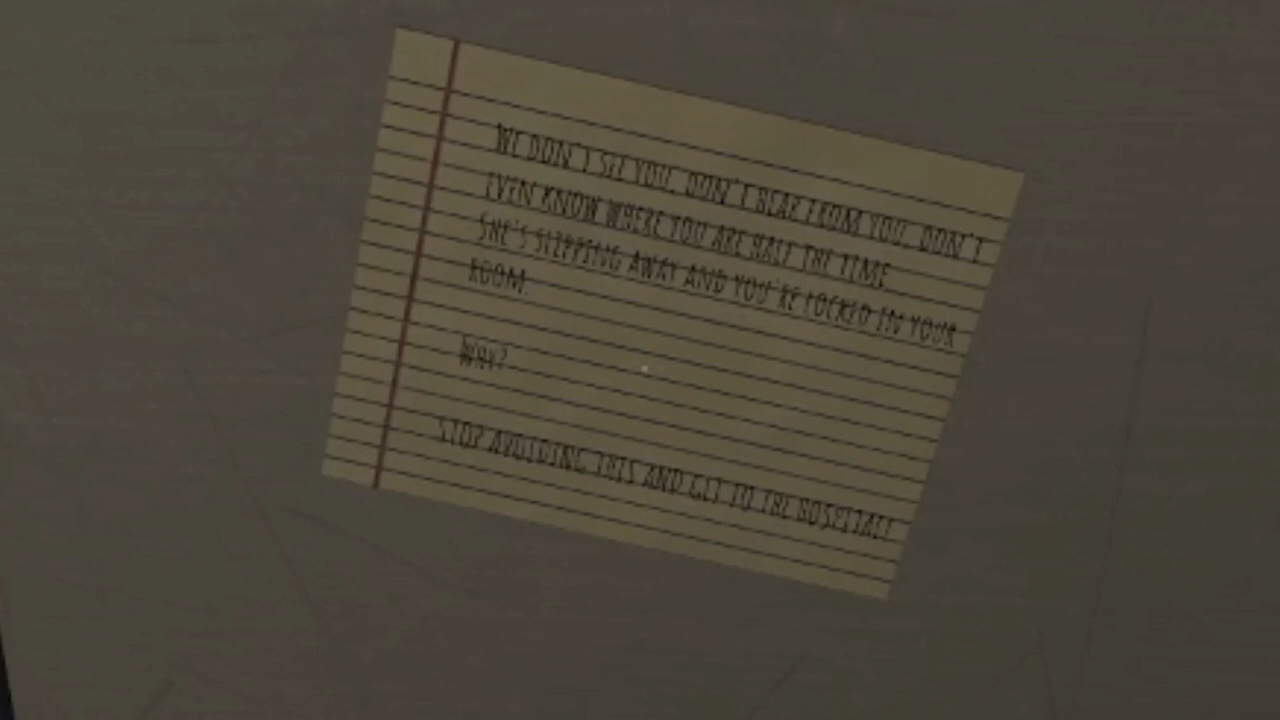 WE DON'T SEE YOU, DON'T HEAR FROM YOU, DON'T
EVEN KNOW WHERE YOU ARE HALF THE TIME.
SHE'S SLIPPING AWAY AND YOU'RE LOCKED IN YOUR
ROOM.
WHY?
STOP AVOIDING THIS AND GET TO THE HOSPITAL!